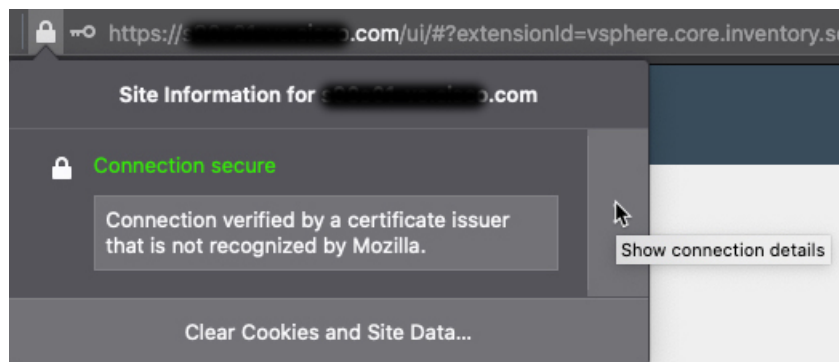 https://s .com/ui/#?extensionId=vsphere.core.inventory.s
Site Information for .com
Connection secure
Connection verified by a certificate issuer
that is not recognized by Mozilla.
Show connection details
Clear Cookies and Site Data...